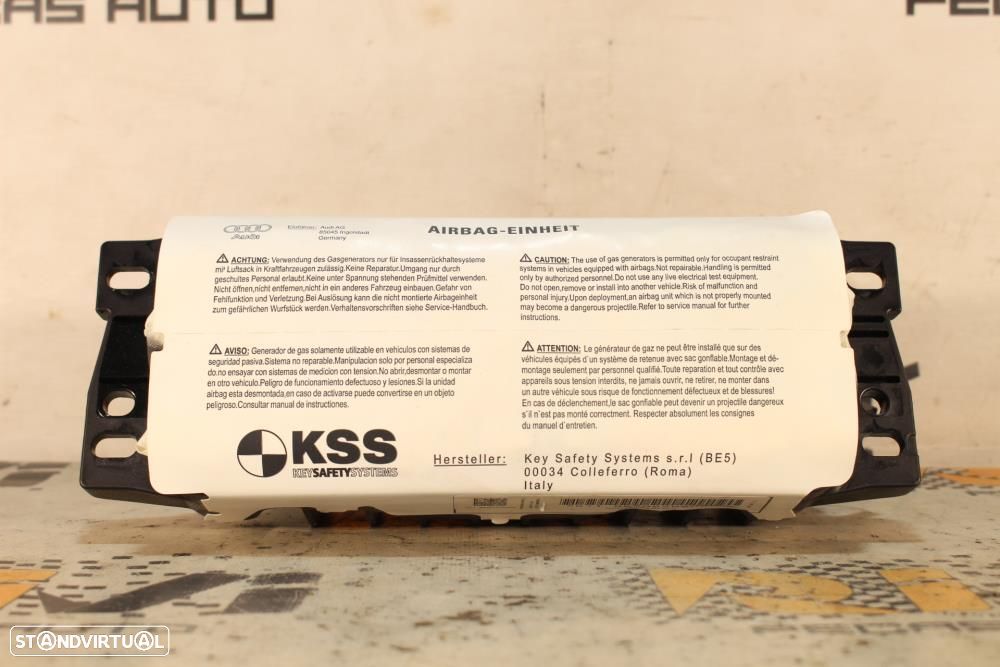 AS AUTO
Audi
Einführer: Audi AG
85045 Ingolstadt
Germany
AIRBAG-EINHEIT
ACHTUNG: Verwendung des Gasgenerators nur für Insassenrückhaltesysteme
mit Luftsack in Kraftfahrzeugen zulässig.Keine Reparatur.Umgang nur durch
geschultes Personal erlaubt.Keine unter Spannung stehenden Prüfmittel verwenden.
Nicht öffnen,nicht entfernen,nicht in ein anderes Fahrzeug einbauen.Gefahr von
Fehlfunktion und Verletzung.Bei Auslösung kann die nicht montierte Airbageinheit
zum gefährlichen Wurfstück werden.Verhaltensvorschriften siehe Service-Handbuch.
CAUTION: The use of gas generators is permitted only for occupant restraint
systems in vehicles equipped with airbags.Not repairable.Handling is permitted
only by authorized personnel.Do not use any live electrical test equipment.
Do not open,remove or install into another vehicle.Risk of malfunction and
personal injury.Upon deployment,an airbag unit which is not properly mounted
may become a dangerous projectile.Refer to service manual for further
instructions.
AVISO: Generador de gas solamente utilizable en vehiculos con sistemas de
seguridad pasiva.Sistema no reparable.Manipulacion solo por personal especializa
do.no ensayar con sistemas de medicion con tension.No abrir,desmontar o montar
en otro vehiculo.Peligro de funcionamiento defectuoso y lesiones.Si la unidad
airbag esta desmontada,en caso de activarse puede convertirse en un objeto
peligroso.Consultar manual de instrucciones.
ATTENTION: Le générateur de gaz ne peut être installé que sur des
véhicules équipés d'un système de retenue avec sac gonflable.Montage et dé-
montage seulement par personnel qualifié.Toute reparation et tout contrôle avec
appareils sous tension interdits, ne jamais ouvrir, ne retirer, ne monter dans
un autre véhicule sous risque de fonctionnement défectueux et de blessures!
En cas de déclenchement,le sac gonflable peut devenir un projectile dangereux
s'il n'est pas monté correctement. Respecter absolument les consignes
du manuel d'entretien.
KSS
KEYSAFETYSYSTEMS
Hersteller:
Key Safety Systems s.r.l (BE5)
00034 Colleferro (Roma)
Italy
STANDVIRTUAL